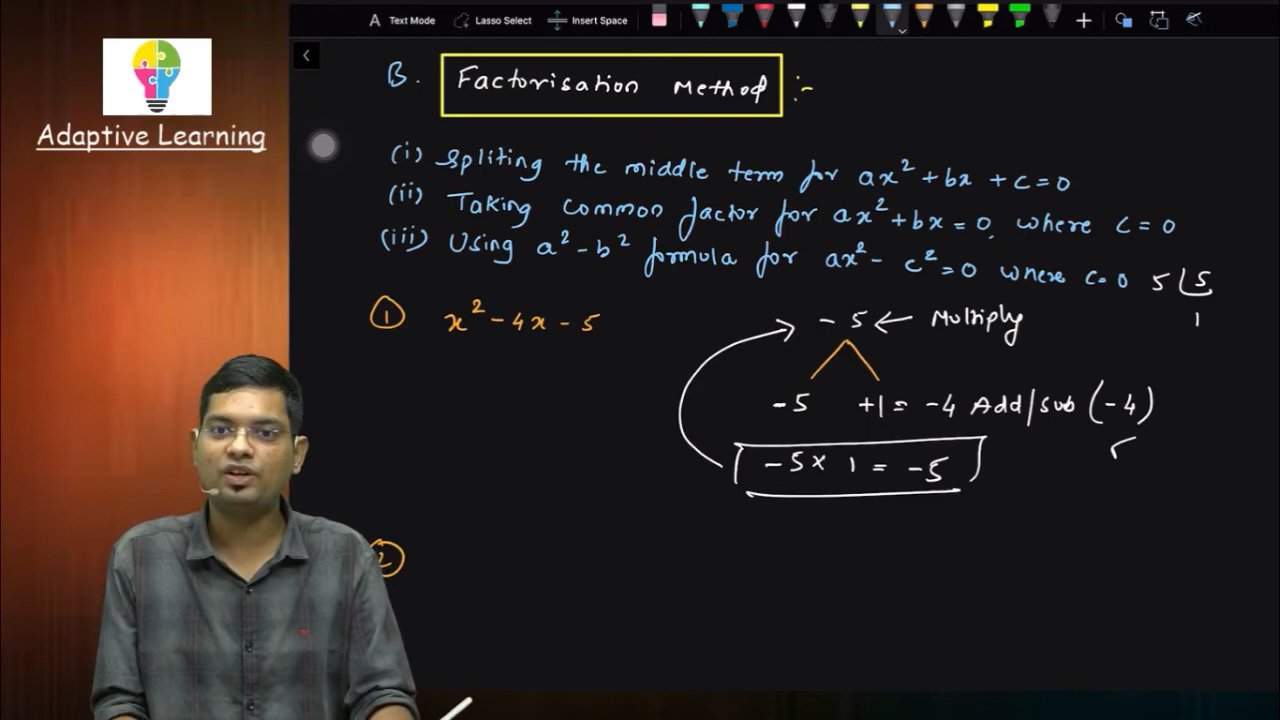 Text Mode
Lasso Select
Insert Space
Adaptive Learning
B. Factorisation Method :-
(i) Spliting the middle term for ax² + bx + c = 0
(ii) Taking common factor for ax² + bx = 0, where c = 0
(iii) Using a² - b² formula for ax² - c² = 0 where c = 0
5 5
1
① x² - 4x - 5
- 5 ← Multiply
- 5 +1 = -4 Add/sub (-4)
- 5 × 1 = -5
②